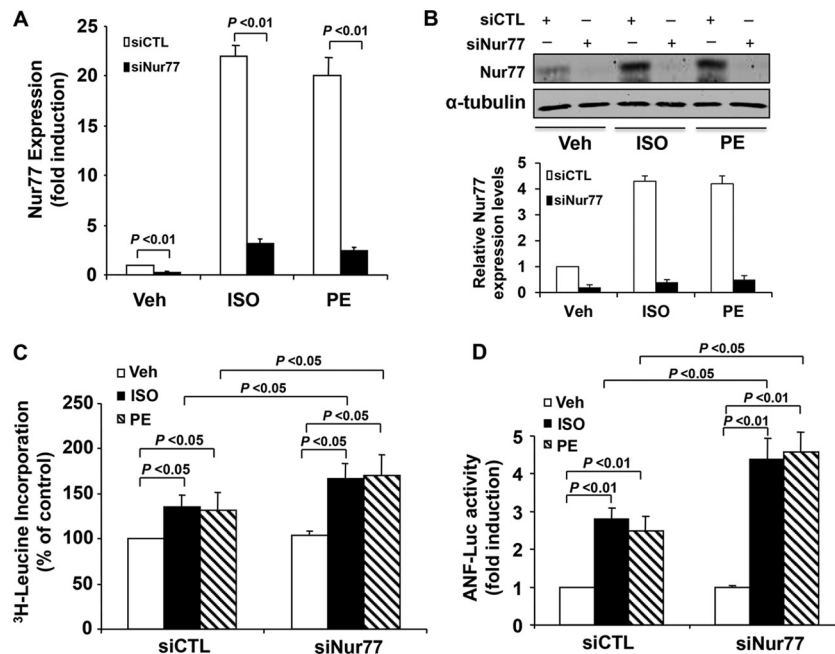 A
Nur77 Expression
(fold induction)
25
20
15
10
5
0
siCTL
siNur77
P <0.01
P <0.01
P <0.01
Veh
ISO
PE
B
siCTL + – + – + –
siNur77 – + – + – +
Nur77
α-tubulin
Veh
ISO
PE
Relative Nur77
expression levels
5
4
3
2
1
0
siCTL
siNur77
Veh
ISO
PE
C
³H-Leucine Incorporation
(% of control)
250
200
150
100
50
0
Veh
ISO
PE
P <0.05
P <0.05
P <0.05
P <0.05
P <0.05
P <0.05
siCTL
siNur77
D
ANF-Luc activity
(fold induction)
5
4
3
2
1
0
Veh
ISO
PE
P <0.05
P <0.05
P <0.01
P <0.01
P <0.01
P <0.01
siCTL
siNur77